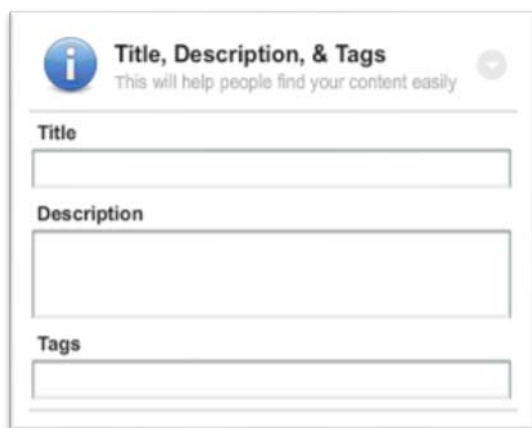 Title, Description, & Tags
This will help people find your content easily
Title
Description
Tags